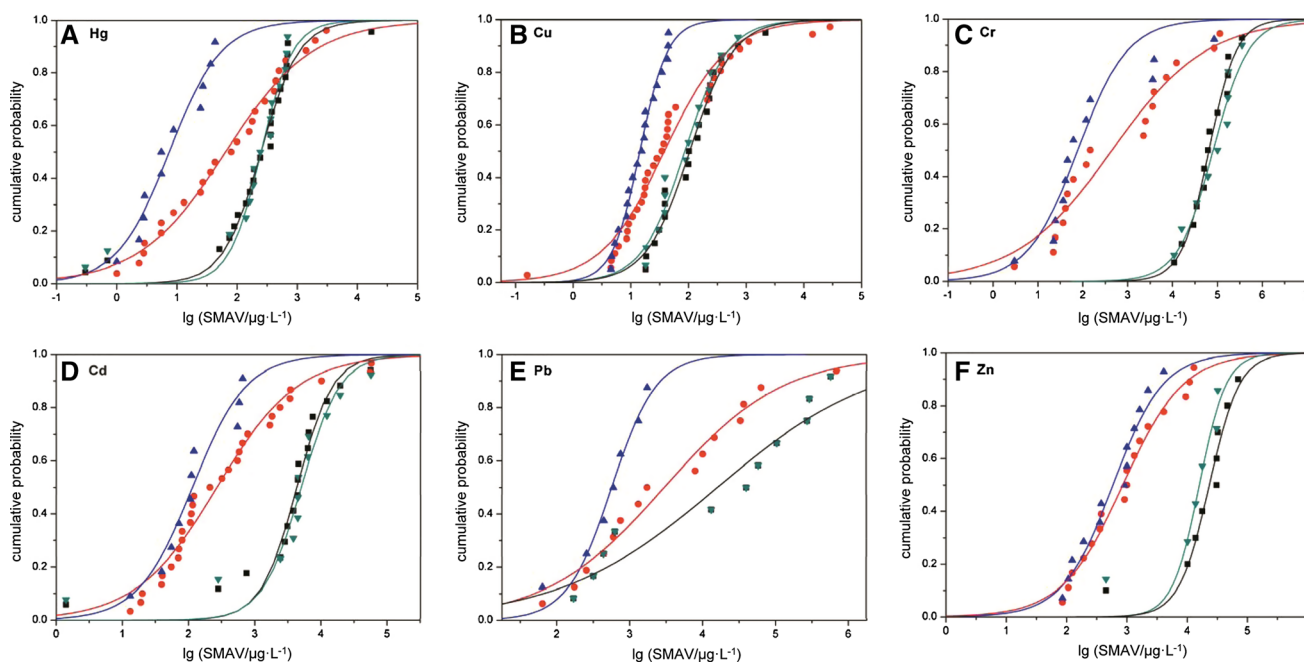 A Hg
cumulative probability
1.0
0.8
0.6
0.4
0.2
0.0
-1 0 1 2 3 4 5
lg (SMAV/µg·L⁻¹)
B Cu
cumulative probability
1.0
0.8
0.6
0.4
0.2
0.0
-1 0 1 2 3 4 5
lg (SMAV/µg·L⁻¹)
C Cr
cumulative probability
1.0
0.8
0.6
0.4
0.2
0.0
-1 0 1 2 3 4 5 6
lg (SMAV/µg·L⁻¹)
D Cd
cumulative probability
1.0
0.8
0.6
0.4
0.2
0.0
0 1 2 3 4 5
lg (SMAV/µg·L⁻¹)
E Pb
cumulative probability
1.0
0.8
0.6
0.4
0.2
0.0
2 3 4 5 6
lg (SMAV/µg·L⁻¹)
F Zn
cumulative probability
1.0
0.8
0.6
0.4
0.2
0.0
0 1 2 3 4 5
lg (SMAV/µg·L⁻¹)